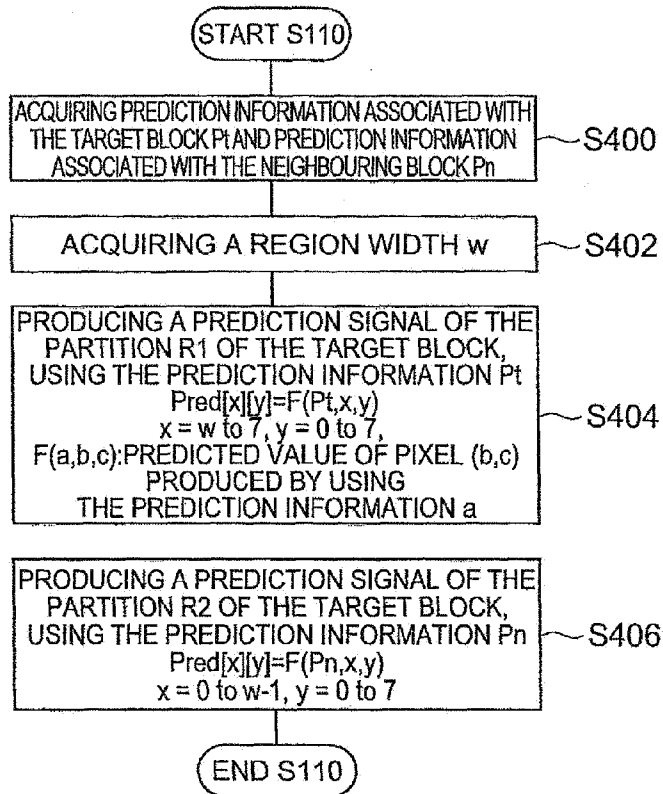 START S110
ACQUIRING PREDICTION INFORMATION ASSOCIATED WITH
THE TARGET BLOCK Pt AND PREDICTION INFORMATION
ASSOCIATED WITH THE NEIGHBOURING BLOCK Pn
S400
ACQUIRING A REGION WIDTH w
S402
PRODUCING A PREDICTION SIGNAL OF THE
PARTITION R1 OF THE TARGET BLOCK,
USING THE PREDICTION INFORMATION Pt
Pred[x][y]=F(Pt,x,y)
x = w to 7, y = 0 to 7,
F(a,b,c):PREDICTED VALUE OF PIXEL (b,c)
PRODUCED BY USING
THE PREDICTION INFORMATION a
S404
PRODUCING A PREDICTION SIGNAL OF THE
PARTITION R2 OF THE TARGET BLOCK,
USING THE PREDICTION INFORMATION Pn
Pred[x][y]=F(Pn,x,y)
x = 0 to w-1, y = 0 to 7
S406
END S110